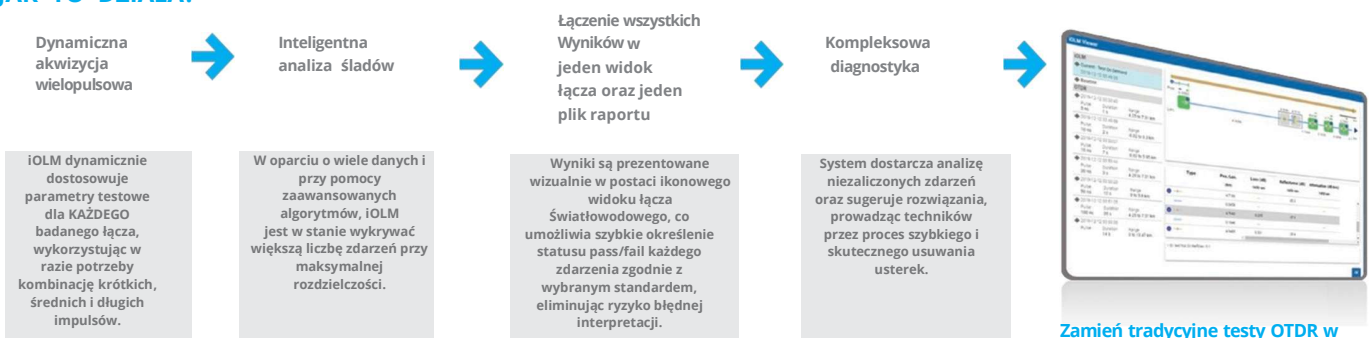 JAK TO DZIAŁA:
Dynamiczna
akwizycja
wielopulsowa
Inteligentna
analiza śladów
Łączenie wszystkich
Wyników w
jeden widok
łącza oraz jeden
plik raportu
Kompleksowa
diagnostyka
iOLM dynamicznie
dostosowuje
parametry testowe
dla KAŻDEGO
badanego łącza,
wykorzystując w
razie potrzeby
kombinację krótkich,
średnich i długich
impulsów.
W oparciu o wiele danych i
przy pomocy
zaawansowanych
algorytmów, iOLM
jest w stanie wykrywać
większą liczbę zdarzeń przy
maksymalnej
rozdzielczości.
Wyniki są prezentowane
wizualnie w postaci ikonowego
widoku łącza
Światłowodowego, co
umożliwia szybkie określenie
statusu pass/fail każdego
zdarzenia zgodnie z
wybranym standardem,
eliminując ryzyko błędnej
interpretacji.
System dostarcza analizę
niezaliczonych zdarzeń
oraz sugeruje rozwiązania,
prowadząc techników
przez proces szybkiego i
skutecznego usuwania
usterek.
iOLM Viewer
iOLM
OTDR
Type
Zamień tradycyjne testy OTDR w